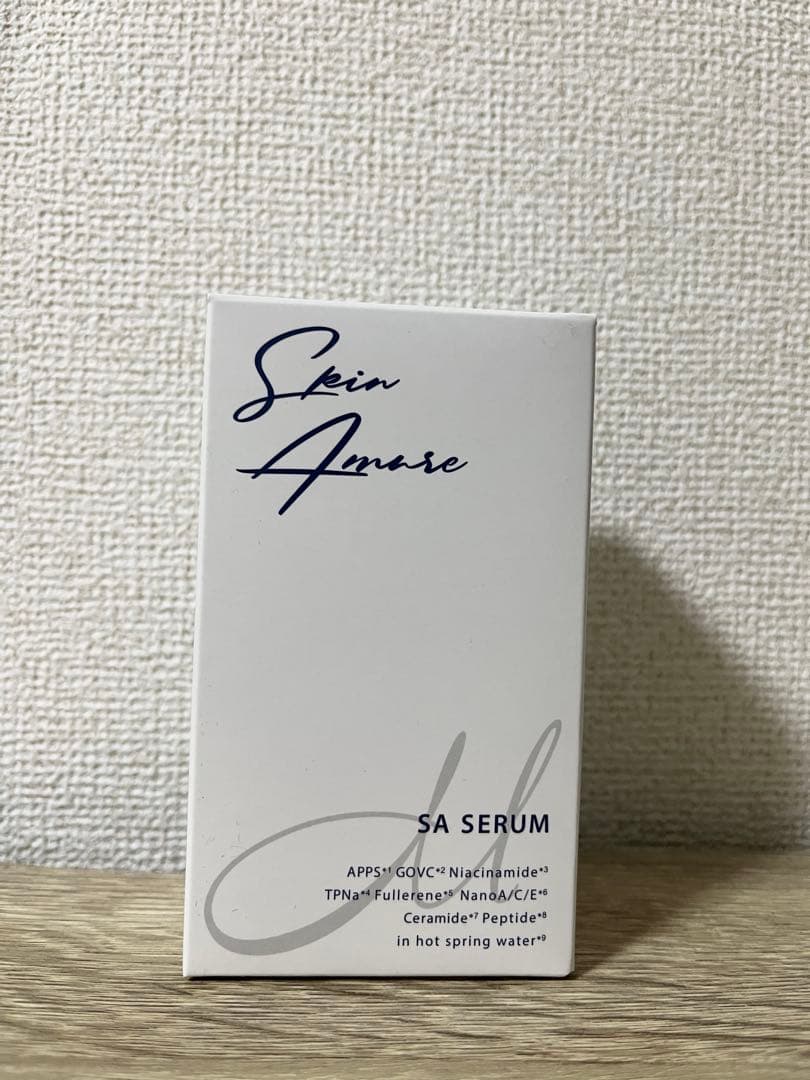 Skin
Amure
SA SERUM
APPS*1 GOVC*2 Niacinamide*3
TPNa*4 Fullerene*5 NanoA/C/E*6
Ceramide*7 Peptide*8
in hot spring water*9